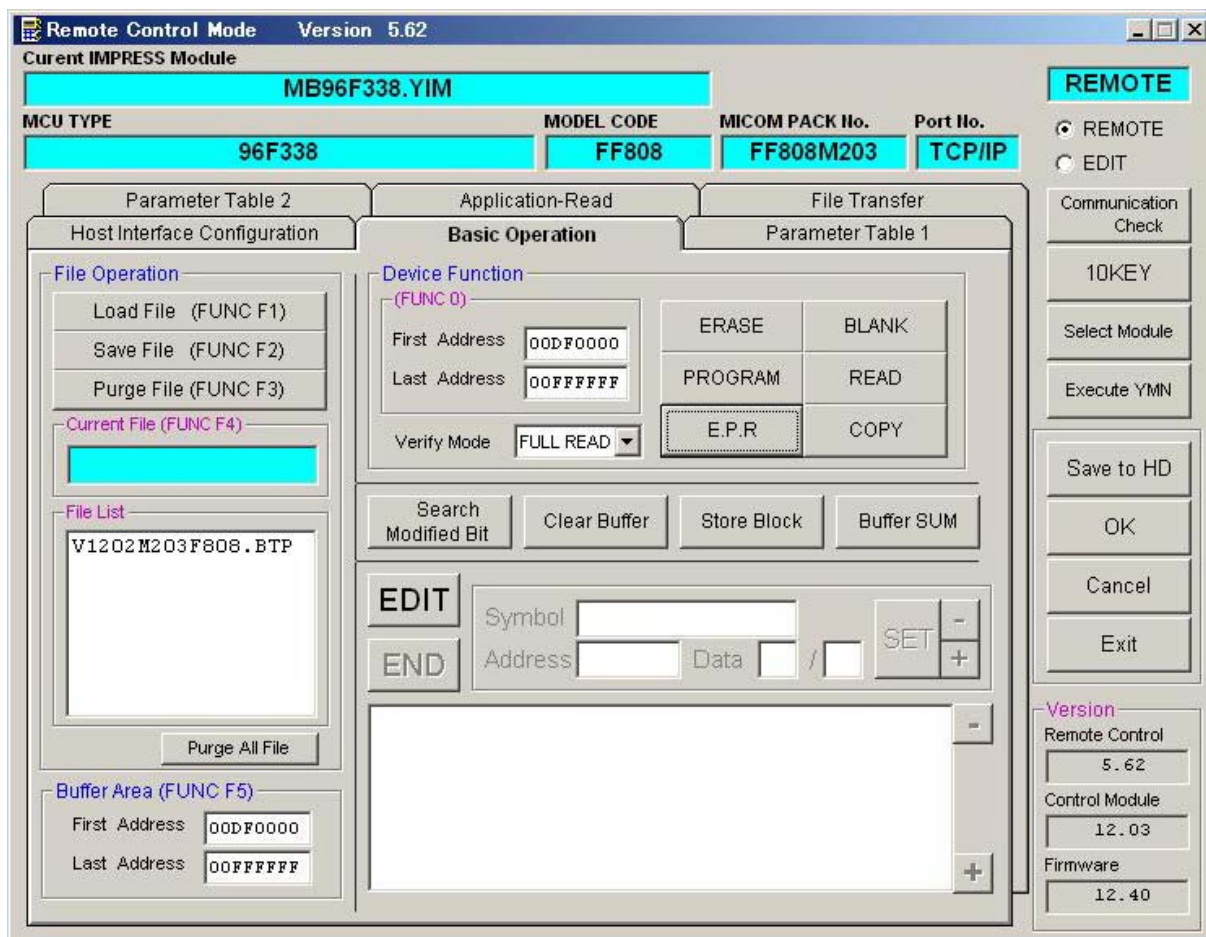 Remote Control Mode Version 5.62
Curent IMPRESS Module
MB96F338.YIM
MCU TYPE MODEL CODE MICOM PACK No. Port No.
96F338 FF808 FF808M203 TCP/IP
REMOTE
REMOTE
EDIT
Parameter Table 2 Application-Read File Transfer
Host Interface Configuration Basic Operation Parameter Table 1
File Operation
Load File (FUNC F1)
Save File (FUNC F2)
Purge File (FUNC F3)
Current File (FUNC F4)
File List
V1202M203F808.BTP
Purge All File
Buffer Area (FUNC F5)
First Address 00DF0000
Last Address 00FFFFFF
Device Function
(FUNC 0)
First Address 00DF0000
Last Address 00FFFFFF
Verify Mode FULL READ
ERASE BLANK
PROGRAM READ
E.P.R COPY
Search
Modified Bit
Clear Buffer Store Block Buffer SUM
EDIT
END
Symbol
Address Data /
SET - +
-
+
Communication
Check
10KEY
Select Module
Execute YMN
Save to HD
OK
Cancel
Exit
Version
Remote Control
5.62
Control Module
12.03
Firmware
12.40